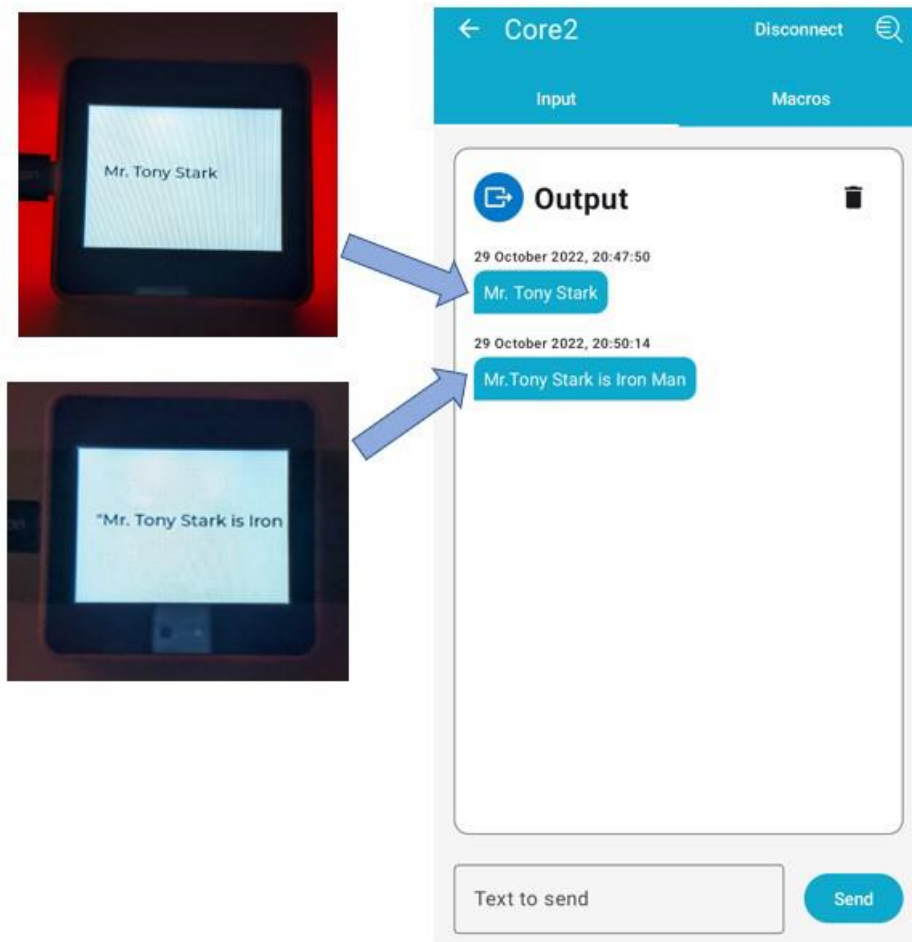 Mr. Tony Stark
"Mr. Tony Stark is Iron
Core2
Disconnect
Input
Macros
Output
29 October 2022, 20:47:50
Mr. Tony Stark
29 October 2022, 20:50:14
Mr.Tony Stark is Iron Man
Text to send
Send